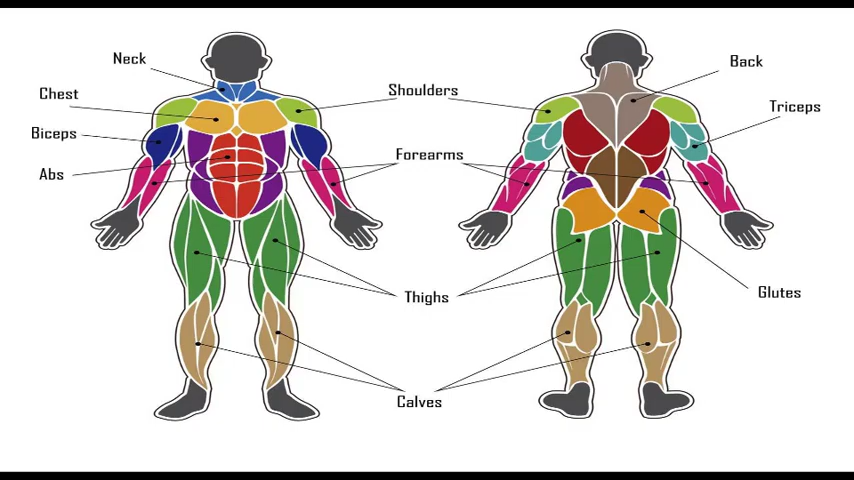 Neck
Back
Chest
Shoulders
Triceps
Biceps
Forearms
Abs
Thighs
Glutes
Calves